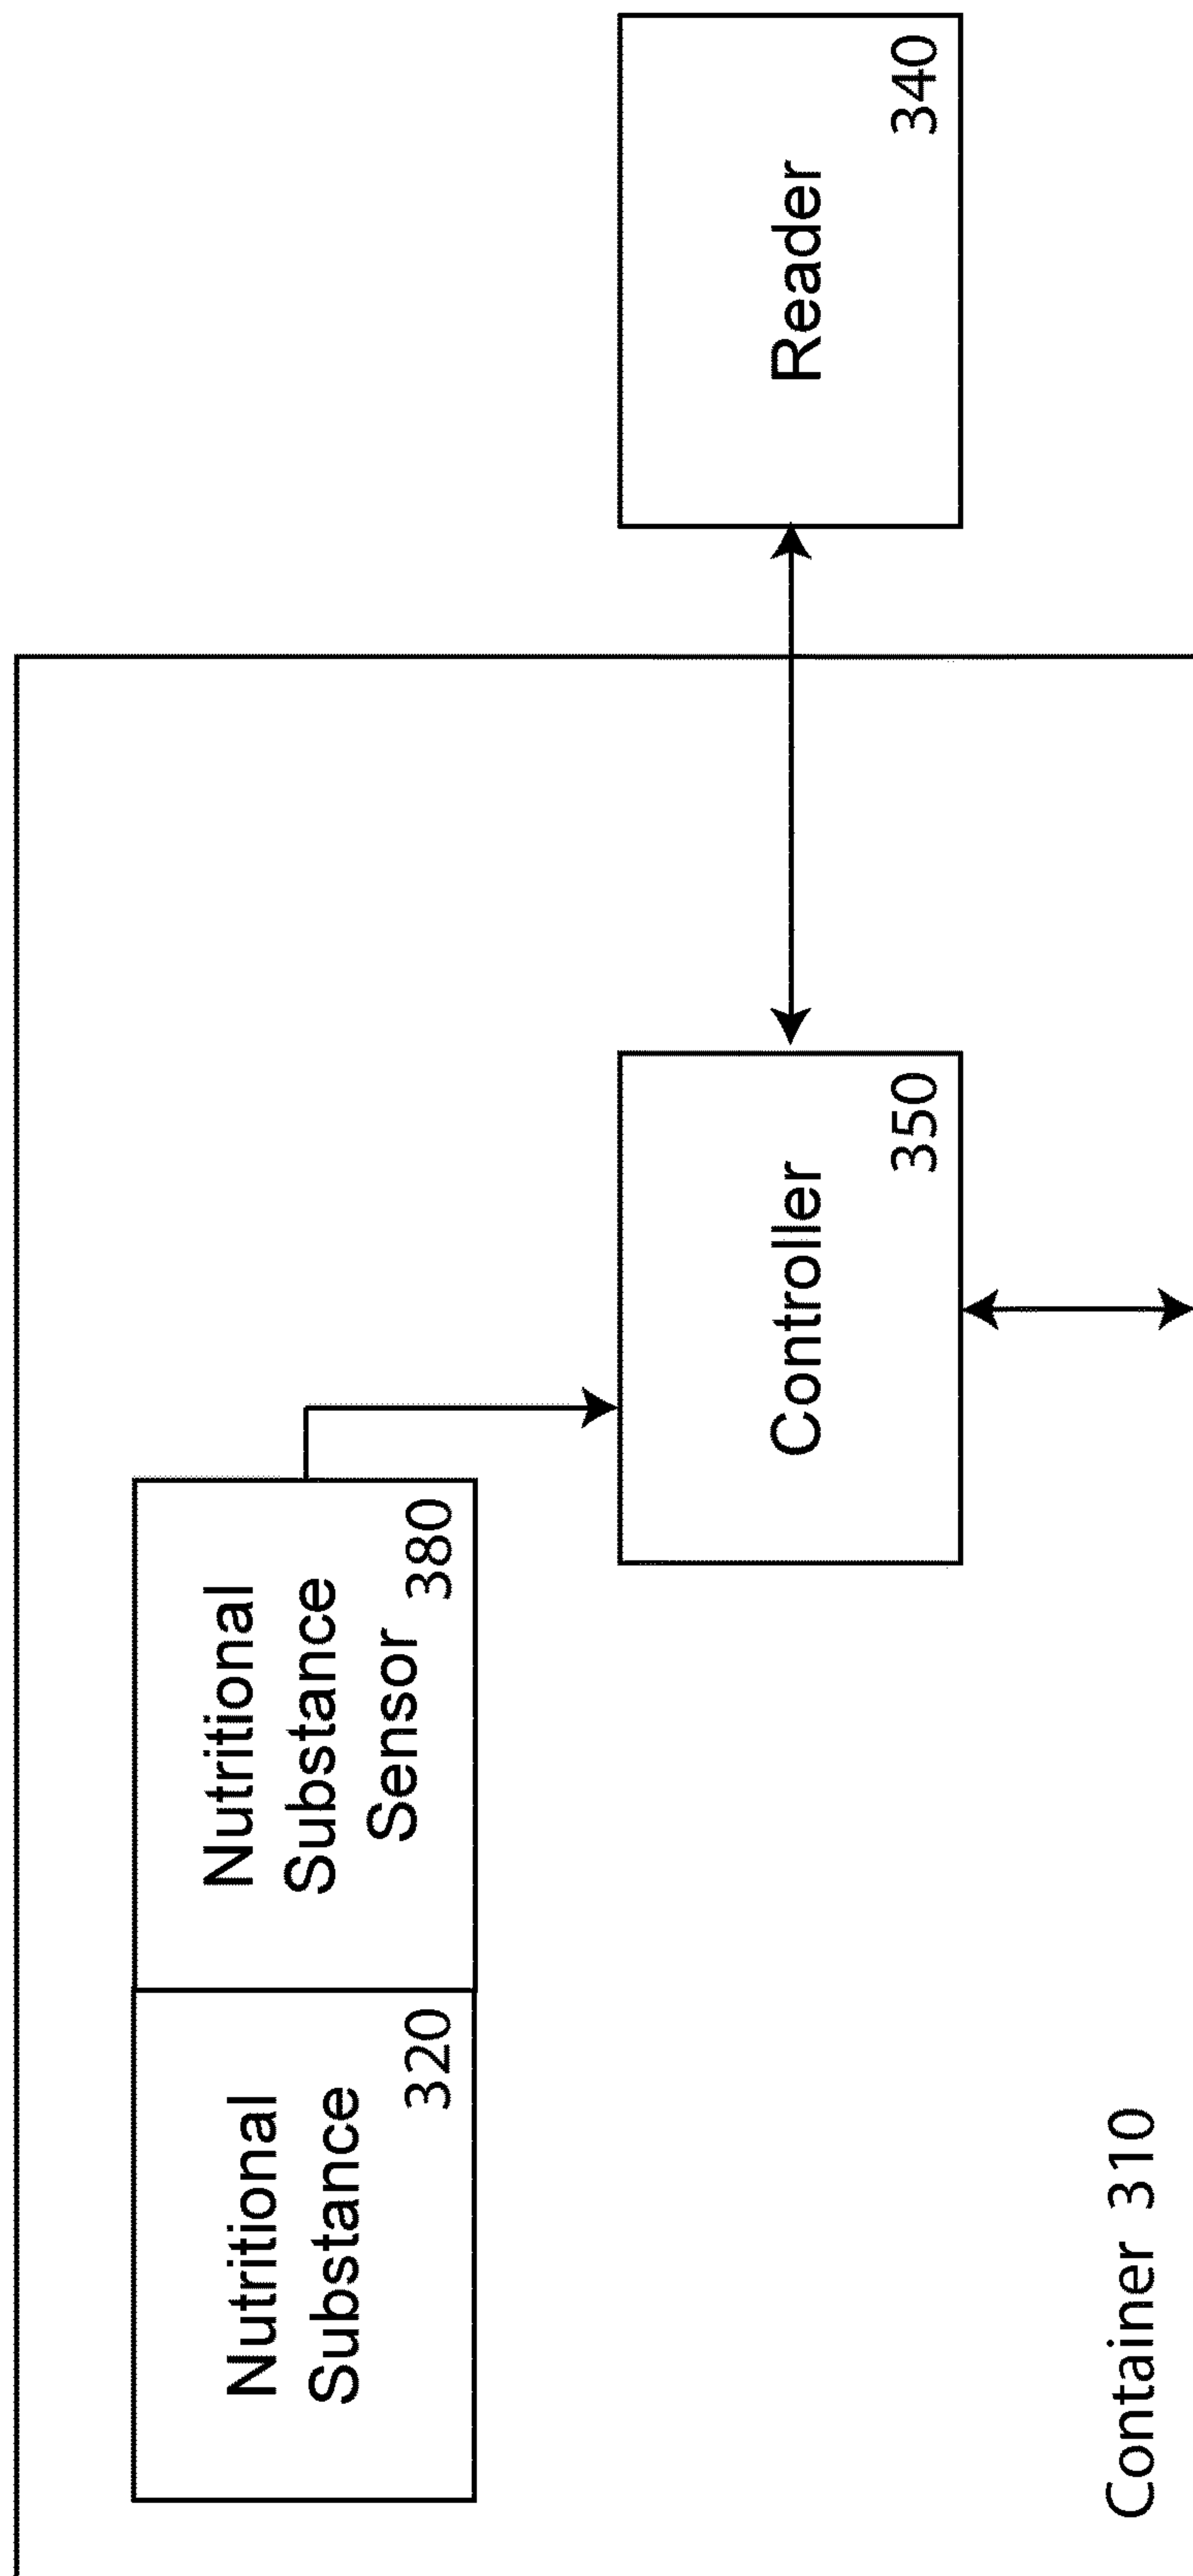 Nutritional
Substance
320
Nutritional
Substance
Sensor
380
Controller
350
Reader
340
Container 310